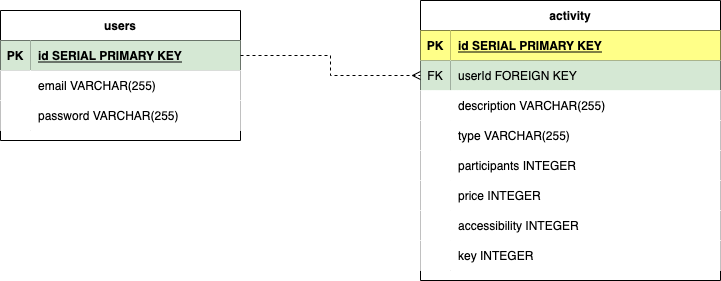 users
PK id SERIAL PRIMARY KEY
email VARCHAR(255)
password VARCHAR(255)
activity
PK id SERIAL PRIMARY KEY
FK userId FOREIGN KEY
description VARCHAR(255)
type VARCHAR(255)
participants INTEGER
price INTEGER
accessibility INTEGER
key INTEGER